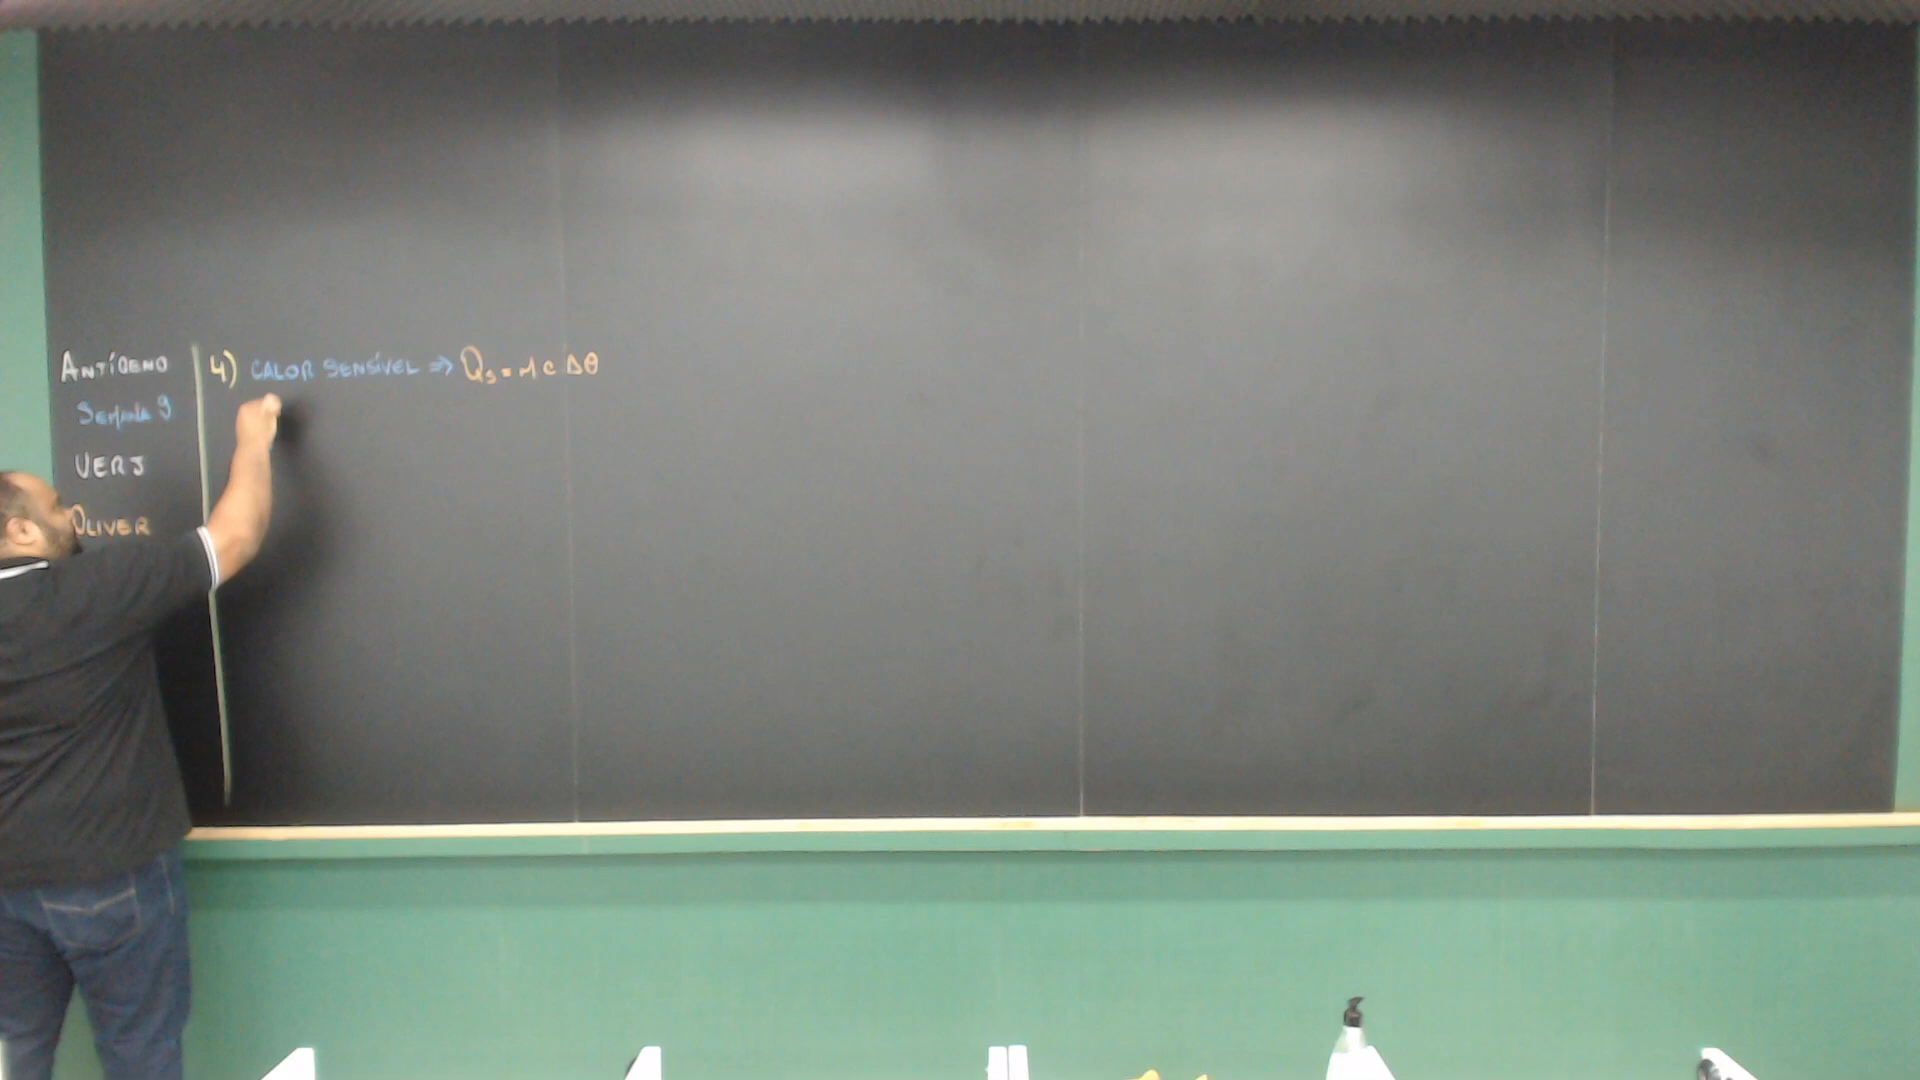 ANTÍGENO
SEMANA 9
UERJ
OLIVER
4) CALOR SENSÍVEL ⇒ Qs = M c Δθ